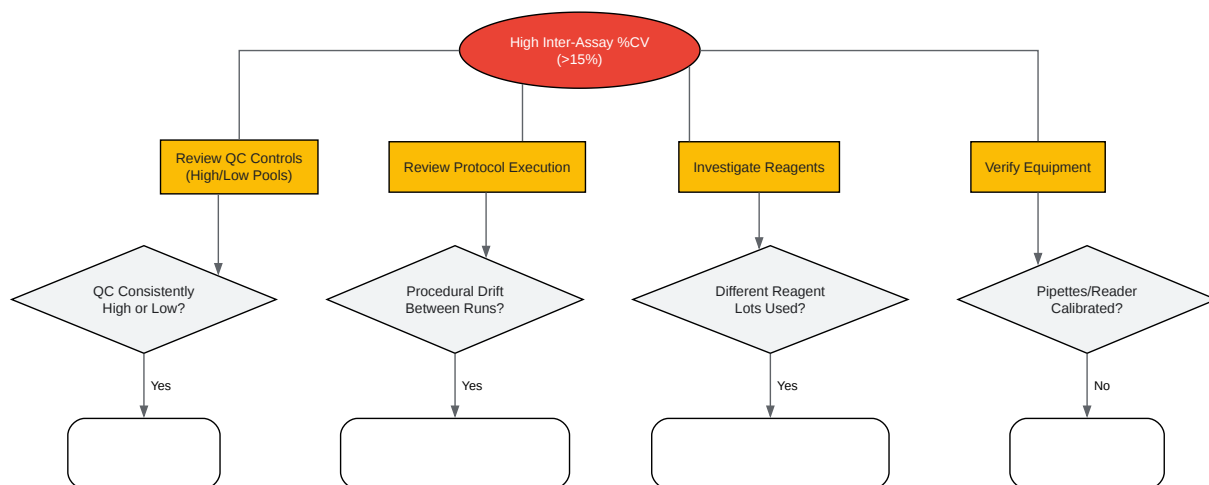 High Inter-Assay %CV
(>15%)
Review QC Controls
(High/Low Pools)
Review Protocol Execution
Investigate Reagents
Verify Equipment
QC Consistently
High or Low?
Procedural Drift
Between Runs?
Different Reagent
Lots Used?
Pipettes/Reader
Calibrated?
Yes
Yes
Yes
No